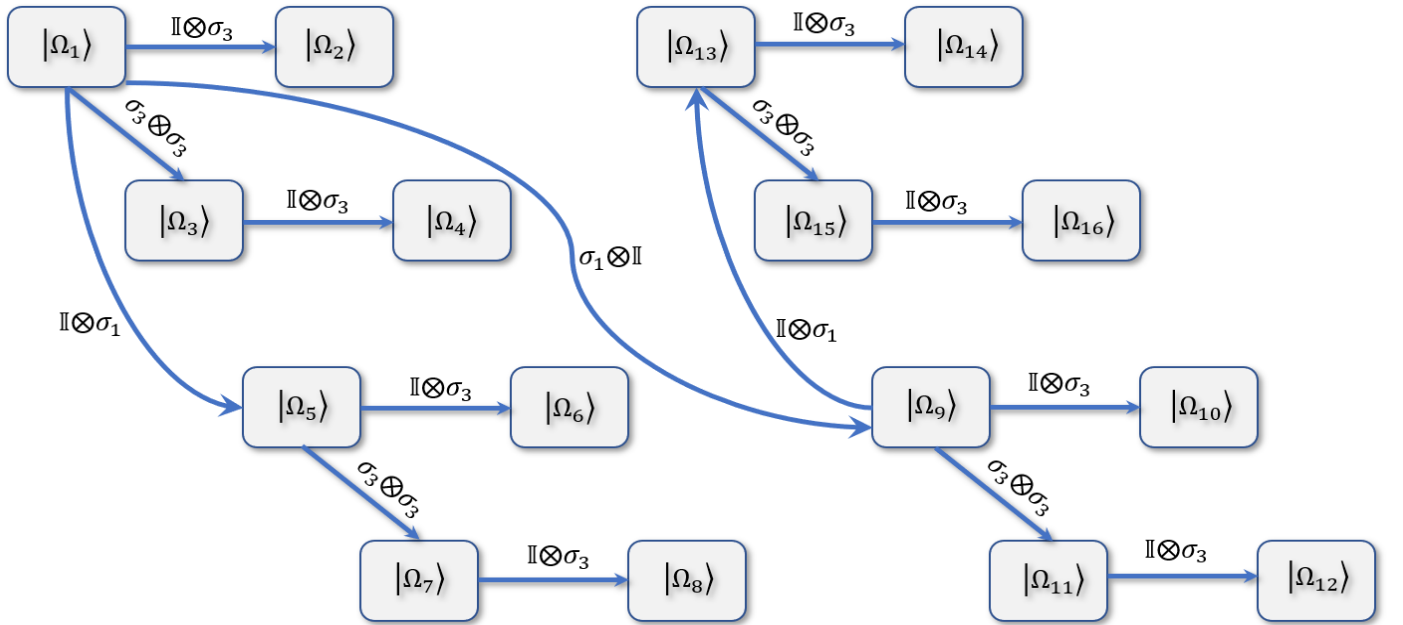 |Ω₁⟩ 𝕀⊗σ₃ |Ω₂⟩ |Ω₁₃⟩ 𝕀⊗σ₃ |Ω₁₄⟩
σ₃⊗σ₃ σ₃⊗σ₃
|Ω₃⟩ 𝕀⊗σ₃ |Ω₄⟩ |Ω₁₅⟩ 𝕀⊗σ₃ |Ω₁₆⟩
σ₁⊗𝕀
𝕀⊗σ₁ 𝕀⊗σ₁
|Ω₅⟩ 𝕀⊗σ₃ |Ω₆⟩ |Ω₉⟩ 𝕀⊗σ₃ |Ω₁₀⟩
σ₃⊗σ₃ σ₃⊗σ₃
|Ω₇⟩ 𝕀⊗σ₃ |Ω₈⟩ |Ω₁₁⟩ 𝕀⊗σ₃ |Ω₁₂⟩